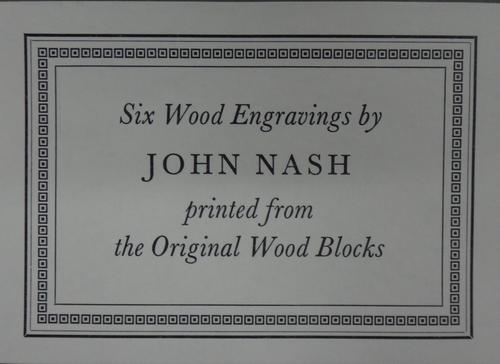 Six Wood Engravings by
JOHN NASH
printed from
the Original Wood Blocks